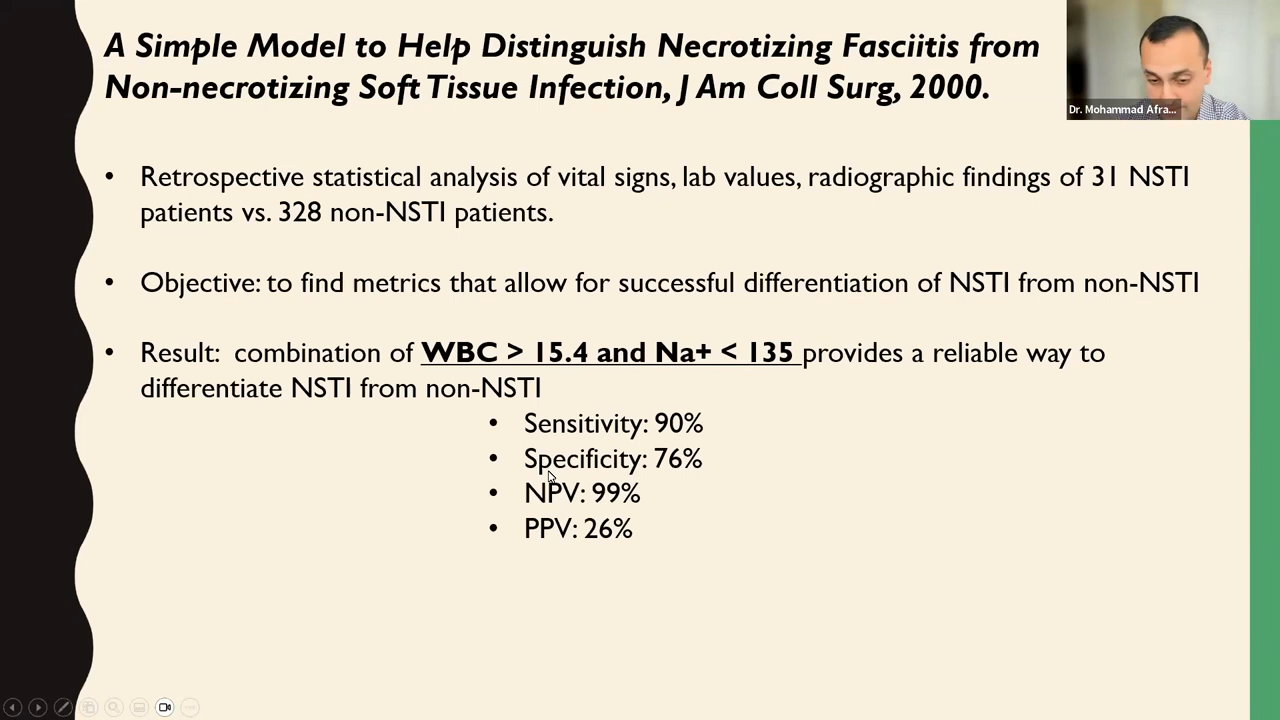 A Simple Model to Help Distinguish Necrotizing Fasciitis from
Non-necrotizing Soft Tissue Infection, J Am Coll Surg, 2000.
Dr. Mohammad Afra...
• Retrospective statistical analysis of vital signs, lab values, radiographic findings of 31 NSTI
patients vs. 328 non-NSTI patients.
• Objective: to find metrics that allow for successful differentiation of NSTI from non-NSTI
• Result: combination of WBC > 15.4 and Na+ < 135 provides a reliable way to
differentiate NSTI from non-NSTI
• Sensitivity: 90%
• Specificity: 76%
• NPV: 99%
• PPV: 26%